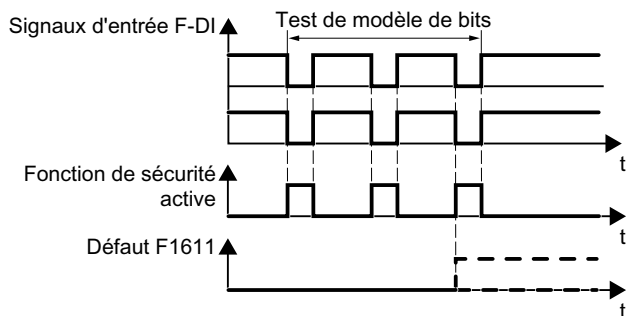 Signaux d'entrée F-DI
Test de modèle de bits
t
Fonction de sécurité
active
t
Défaut F1611
t